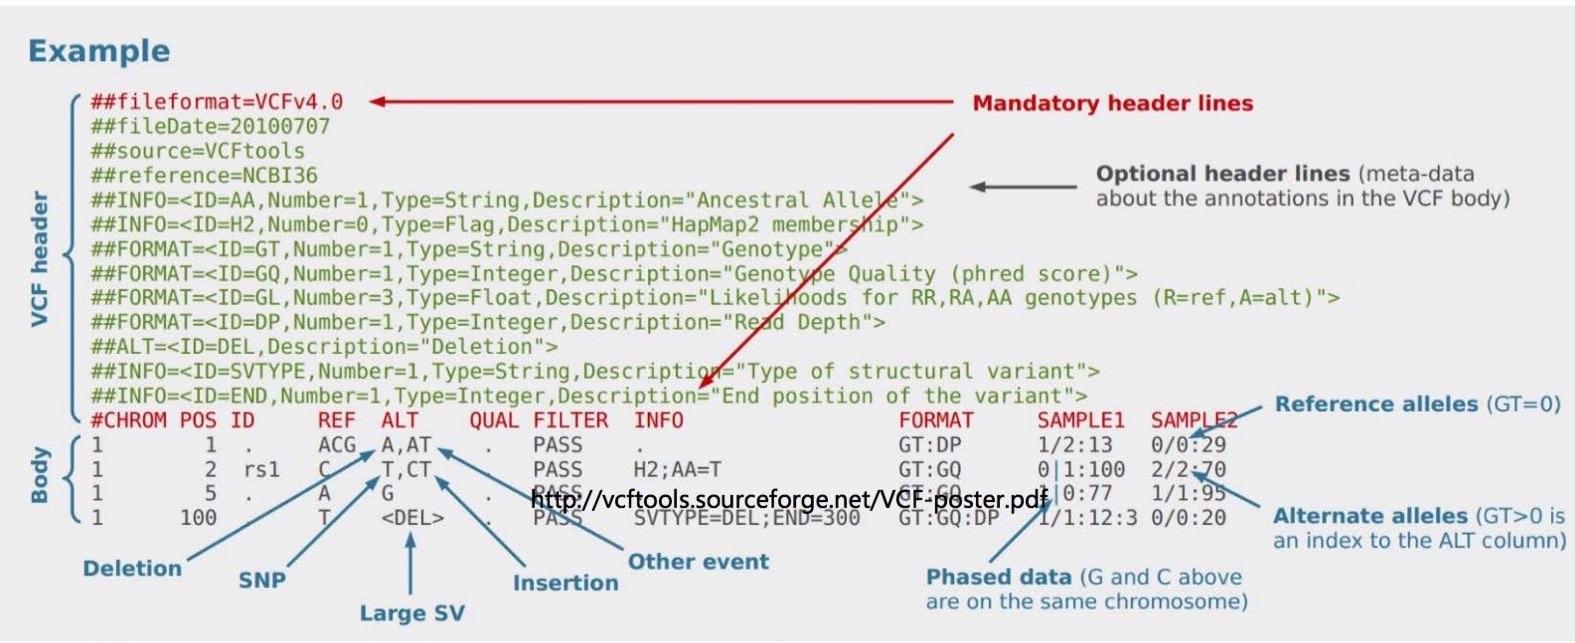 Example
VCF header
##fileformat=VCFv4.0
##fileDate=20100707
##source=VCFtools
##reference=NCBI36
##INFO=<ID=AA,Number=1,Type=String,Description="Ancestral Allele">
##INFO=<ID=H2,Number=0,Type=Flag,Description="HapMap2 membership">
##FORMAT=<ID=GT,Number=1,Type=String,Description="Genotype">
##FORMAT=<ID=GQ,Number=1,Type=Integer,Description="Genotype Quality (phred score)">
##FORMAT=<ID=GL,Number=3,Type=Float,Description="Likelihoods for RR,RA,AA genotypes (R=ref,A=alt)">
##FORMAT=<ID=DP,Number=1,Type=Integer,Description="Read Depth">
##ALT=<ID=DEL,Description="Deletion">
##INFO=<ID=SVTYPE,Number=1,Type=String,Description="Type of structural variant">
##INFO=<ID=END,Number=1,Type=Integer,Description="End position of the variant">
Mandatory header lines
Optional header lines (meta-data
about the annotations in the VCF body)
Body
#CHROM POS ID REF ALT QUAL FILTER INFO FORMAT SAMPLE1 SAMPLE2
1 1 . ACG A,AT . PASS . GT:DP 1/2:13 0/0:29
1 2 rs1 C T,CT . PASS H2;AA=T GT:GQ 0|1:100 2/2:70
1 5 . A G . PASS . GT:GQ 1|0:77 1/1:95
1 100 . T <DEL> . PASS SVTYPE=DEL;END=300 GT:GQ:DP 1/1:12:3 0/0:20
http://vcftools.sourceforge.net/VCF-poster.pdf
Reference alleles (GT=0)
Alternate alleles (GT>0 is
an index to the ALT column)
Deletion
SNP
Large SV
Insertion
Other event
Phased data (G and C above
are on the same chromosome)